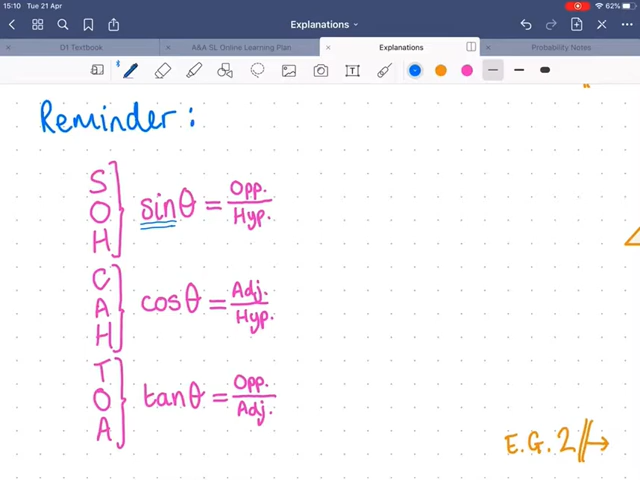 15:10 Tue 21 Apr
62%
Explanations
01 Textbook
A&A SL Online Learning Plan
Explanations
Probability Notes
Reminder:
S
O
H
sinθ = Opp./Hyp.
C
A
H
cosθ = Adj./Hyp.
T
O
A
tanθ = Opp./Adj.
E.G. 2//→